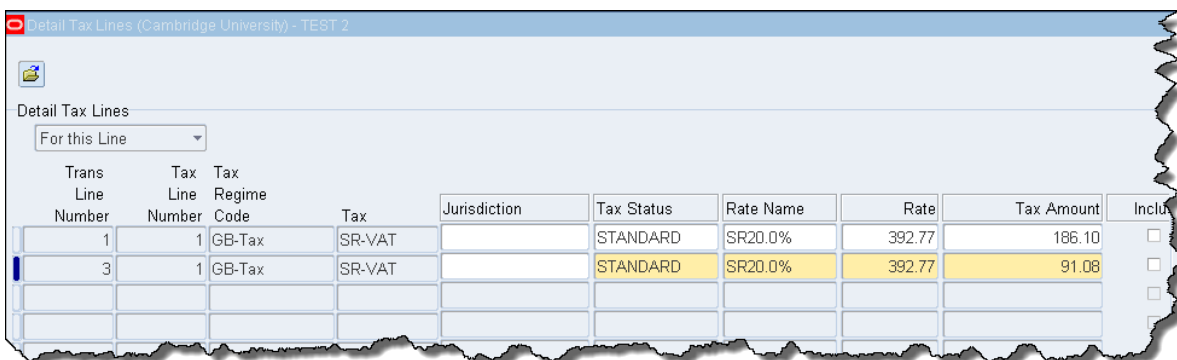 Detail Tax Lines (Cambridge University) - TEST 2
Detail Tax Lines
For this Line
Trans Line Number Tax Line Number Tax Regime Code Tax Jurisdiction Tax Status Rate Name Rate Tax Amount Inclu
1 1 GB-Tax SR-VAT STANDARD SR20.0% 392.77 186.10
3 1 GB-Tax SR-VAT STANDARD SR20.0% 392.77 91.08